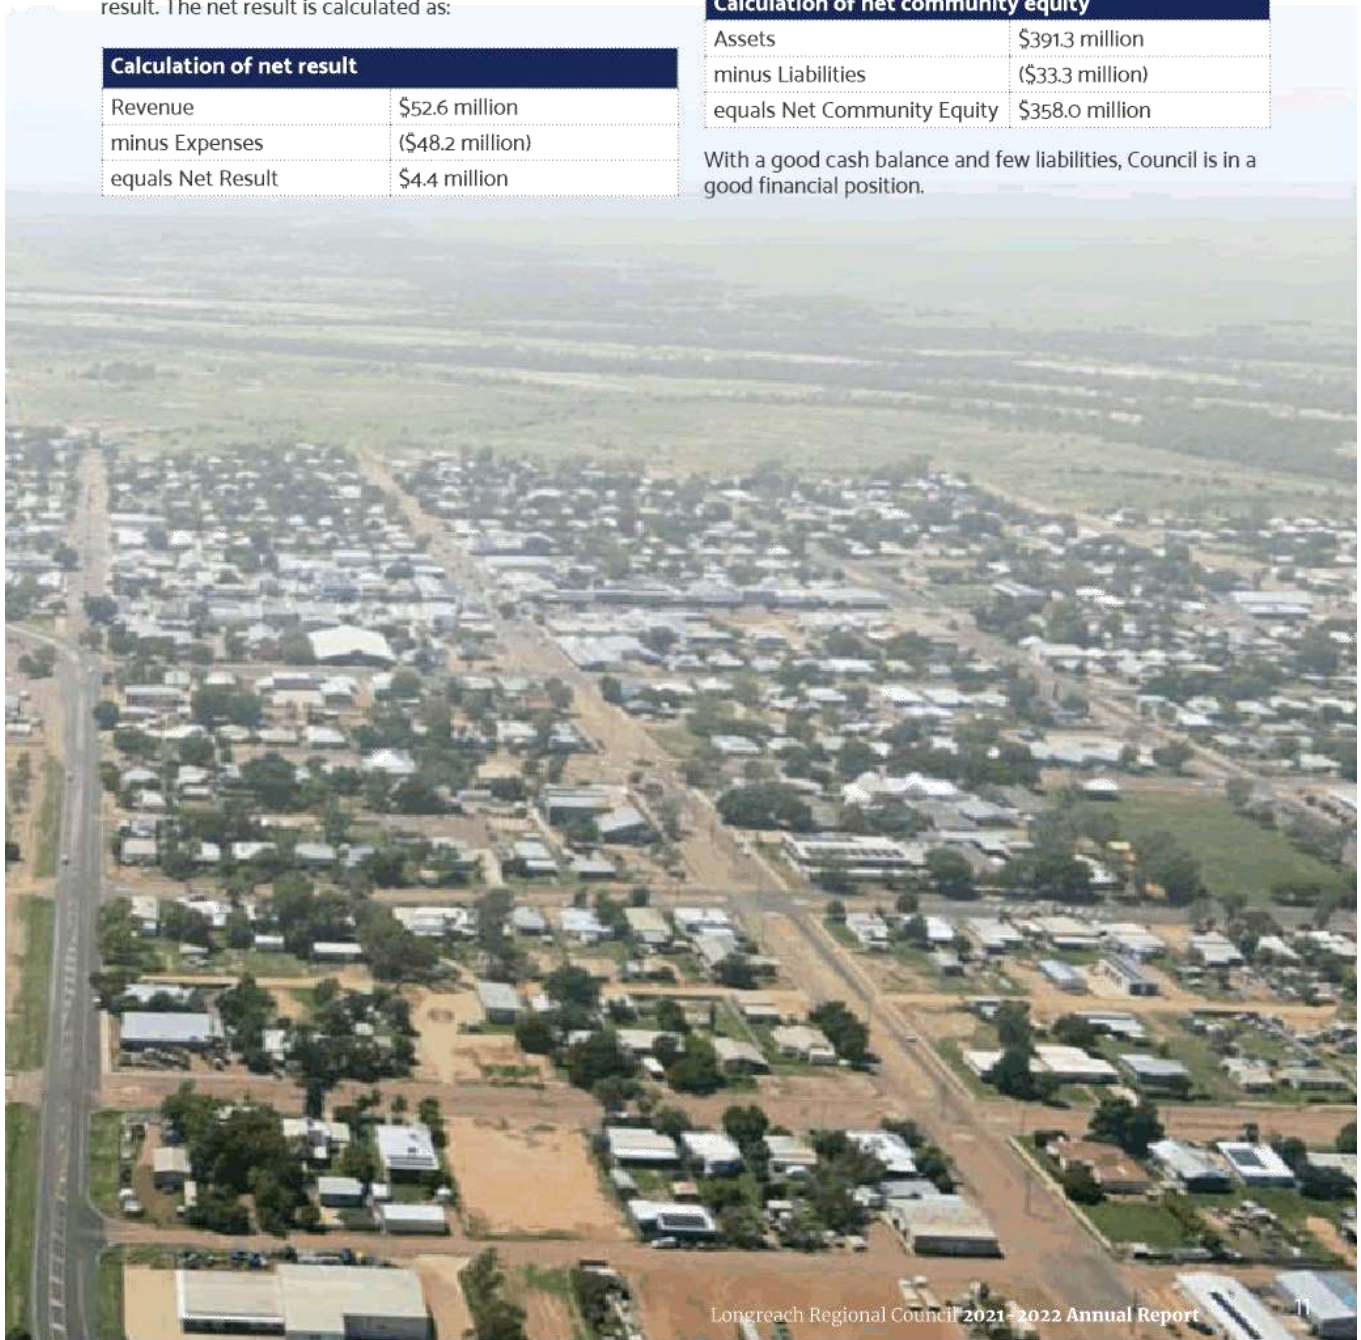 result. The net result is calculated as:
Calculation of net result
Revenue $52.6 million
minus Expenses ($48.2 million)
equals Net Result $4.4 million
Calculation of net community equity
Assets $391.3 million
minus Liabilities ($33.3 million)
equals Net Community Equity $358.0 million
With a good cash balance and few liabilities, Council is in a
good financial position.
Longreach Regional Council 2021-2022 Annual Report 11